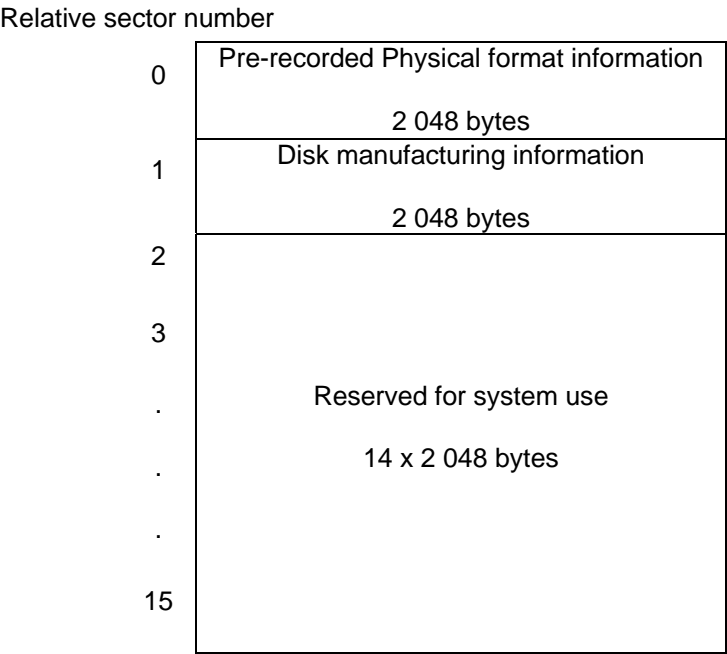 Relative sector number
0
Pre-recorded Physical format information
2 048 bytes
1
Disk manufacturing information
2 048 bytes
2
3
.
Reserved for system use
14 x 2 048 bytes
.
.
15